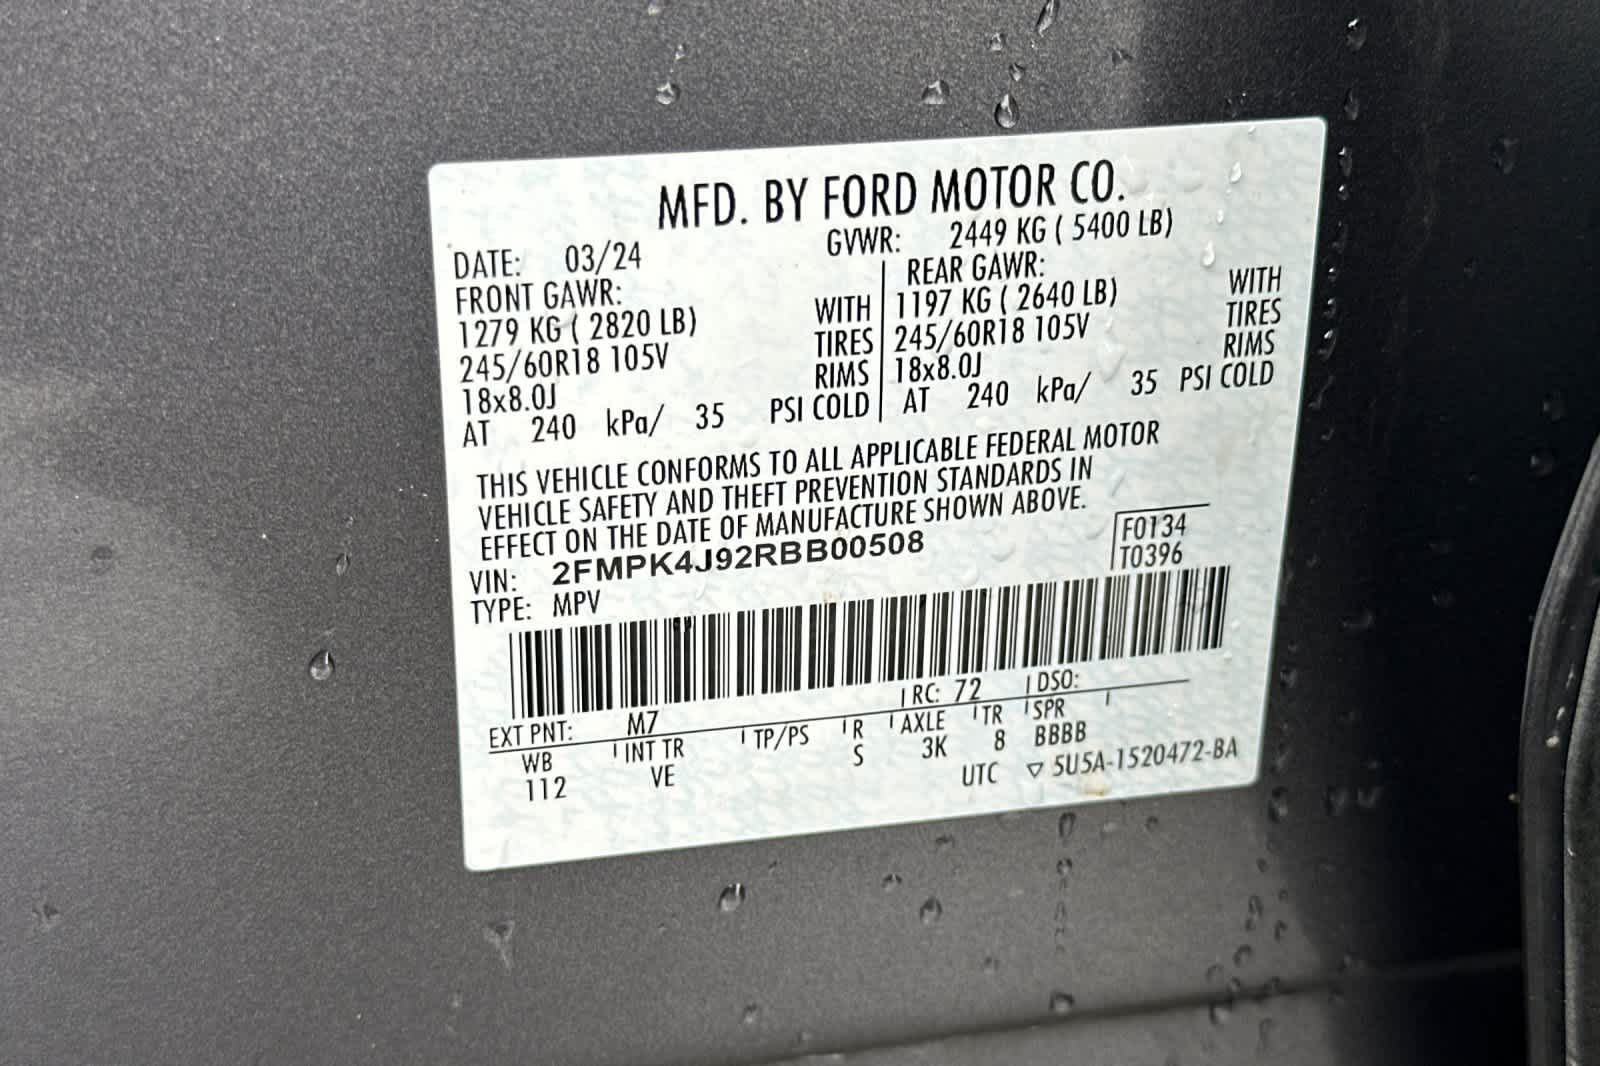 MFD. BY FORD MOTOR CO.
DATE: 03/24 GVWR: 2449 KG ( 5400 LB)
FRONT GAWR: REAR GAWR:
1279 KG ( 2820 LB) WITH 1197 KG ( 2640 LB) WITH
245/60R18 105V TIRES 245/60R18 105V TIRES
18x8.0J RIMS 18x8.0J RIMS
AT 240 kPa/ 35 PSI COLD AT 240 kPa/ 35 PSI COLD
THIS VEHICLE CONFORMS TO ALL APPLICABLE FEDERAL MOTOR
VEHICLE SAFETY AND THEFT PREVENTION STANDARDS IN
EFFECT ON THE DATE OF MANUFACTURE SHOWN ABOVE.
VIN: 2FMPK4J92RBB00508 F0134
TYPE: MPV T0396
EXT PNT: M7 RC: 72 DSO:
WB INT TR TP/PS R AXLE TR SPR
112 VE S 3K 8 BBBB
UTC ▽ 5U5A-1520472-BA